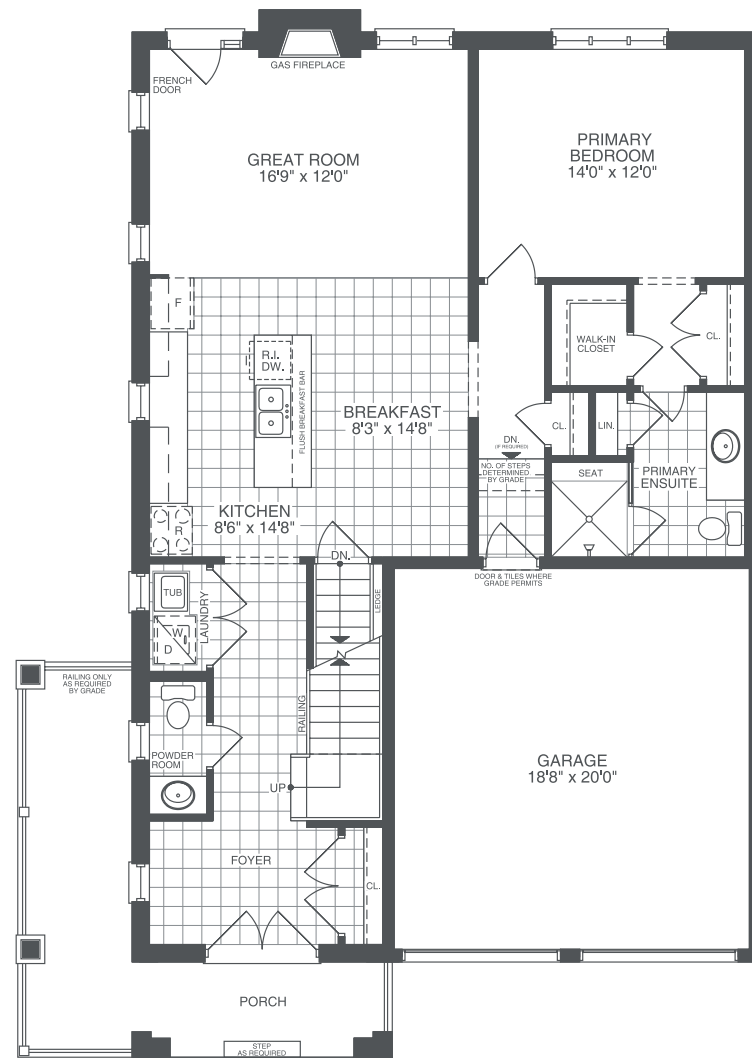 GAS FIREPLACE
FRENCH
DOOR
GREAT ROOM
16'9" x 12'0"
PRIMARY
BEDROOM
14'0" x 12'0"
F
WALK-IN
CLOSET
CL.
R.I.
DW.
FLUSH BREAKFAST BAR
BREAKFAST
8'3" x 14'8"
DN.
(IF REQUIRED)
CL.
LIN.
NO. OF STEPS
DETERMINED
BY GRADE
SEAT
PRIMARY
ENSUITE
KITCHEN
8'6" x 14'8"
R
DN.
DOOR & TILES WHERE
GRADE PERMITS
TUB
W
D
LAUNDRY
LEDGE
RAILING ONLY
AS REQUIRED
BY GRADE
RAILING
POWDER
ROOM
UP
GARAGE
18'8" x 20'0"
FOYER
CL.
PORCH
STEP
AS REQUIRED